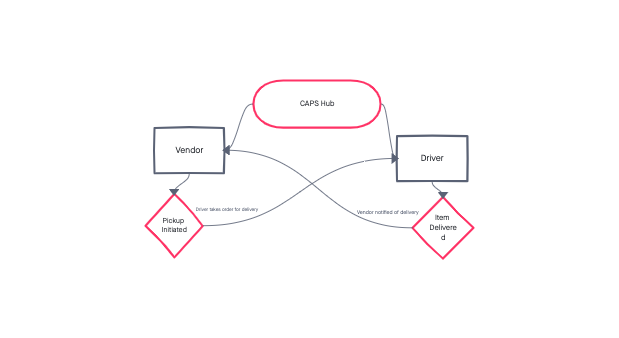 CAPS Hub
Vendor
Driver
Driver takes order for delivery
Vendor notified of delivery
Pickup
Initiated
Item
Delivere
d